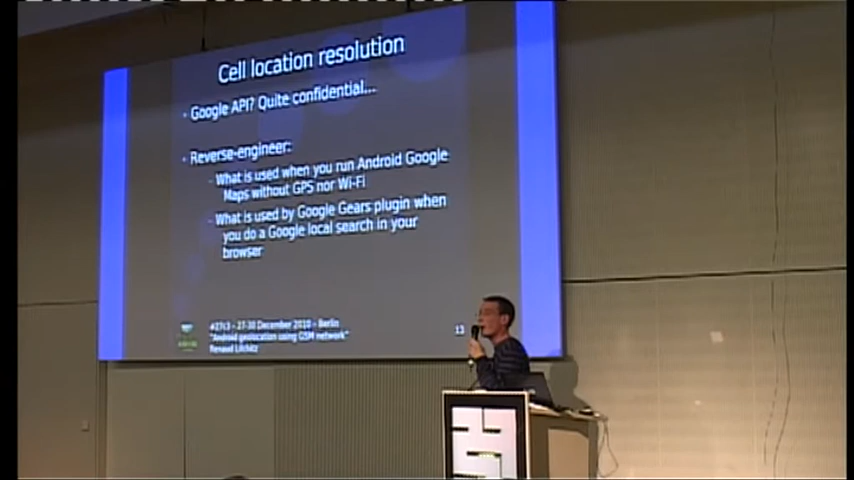 Cell location resolution
Google API? Quite confidential...
Reverse-engineer:
What is used when you run Android Google
Maps without GPS nor Wi-Fi
What is used by Google Gears plugin when
you do a Google local search in your
browser
#27c3 – 27-30 December 2010 – Berlin
"Android geolocation using GSM network"
Renaud Lifchitz
13